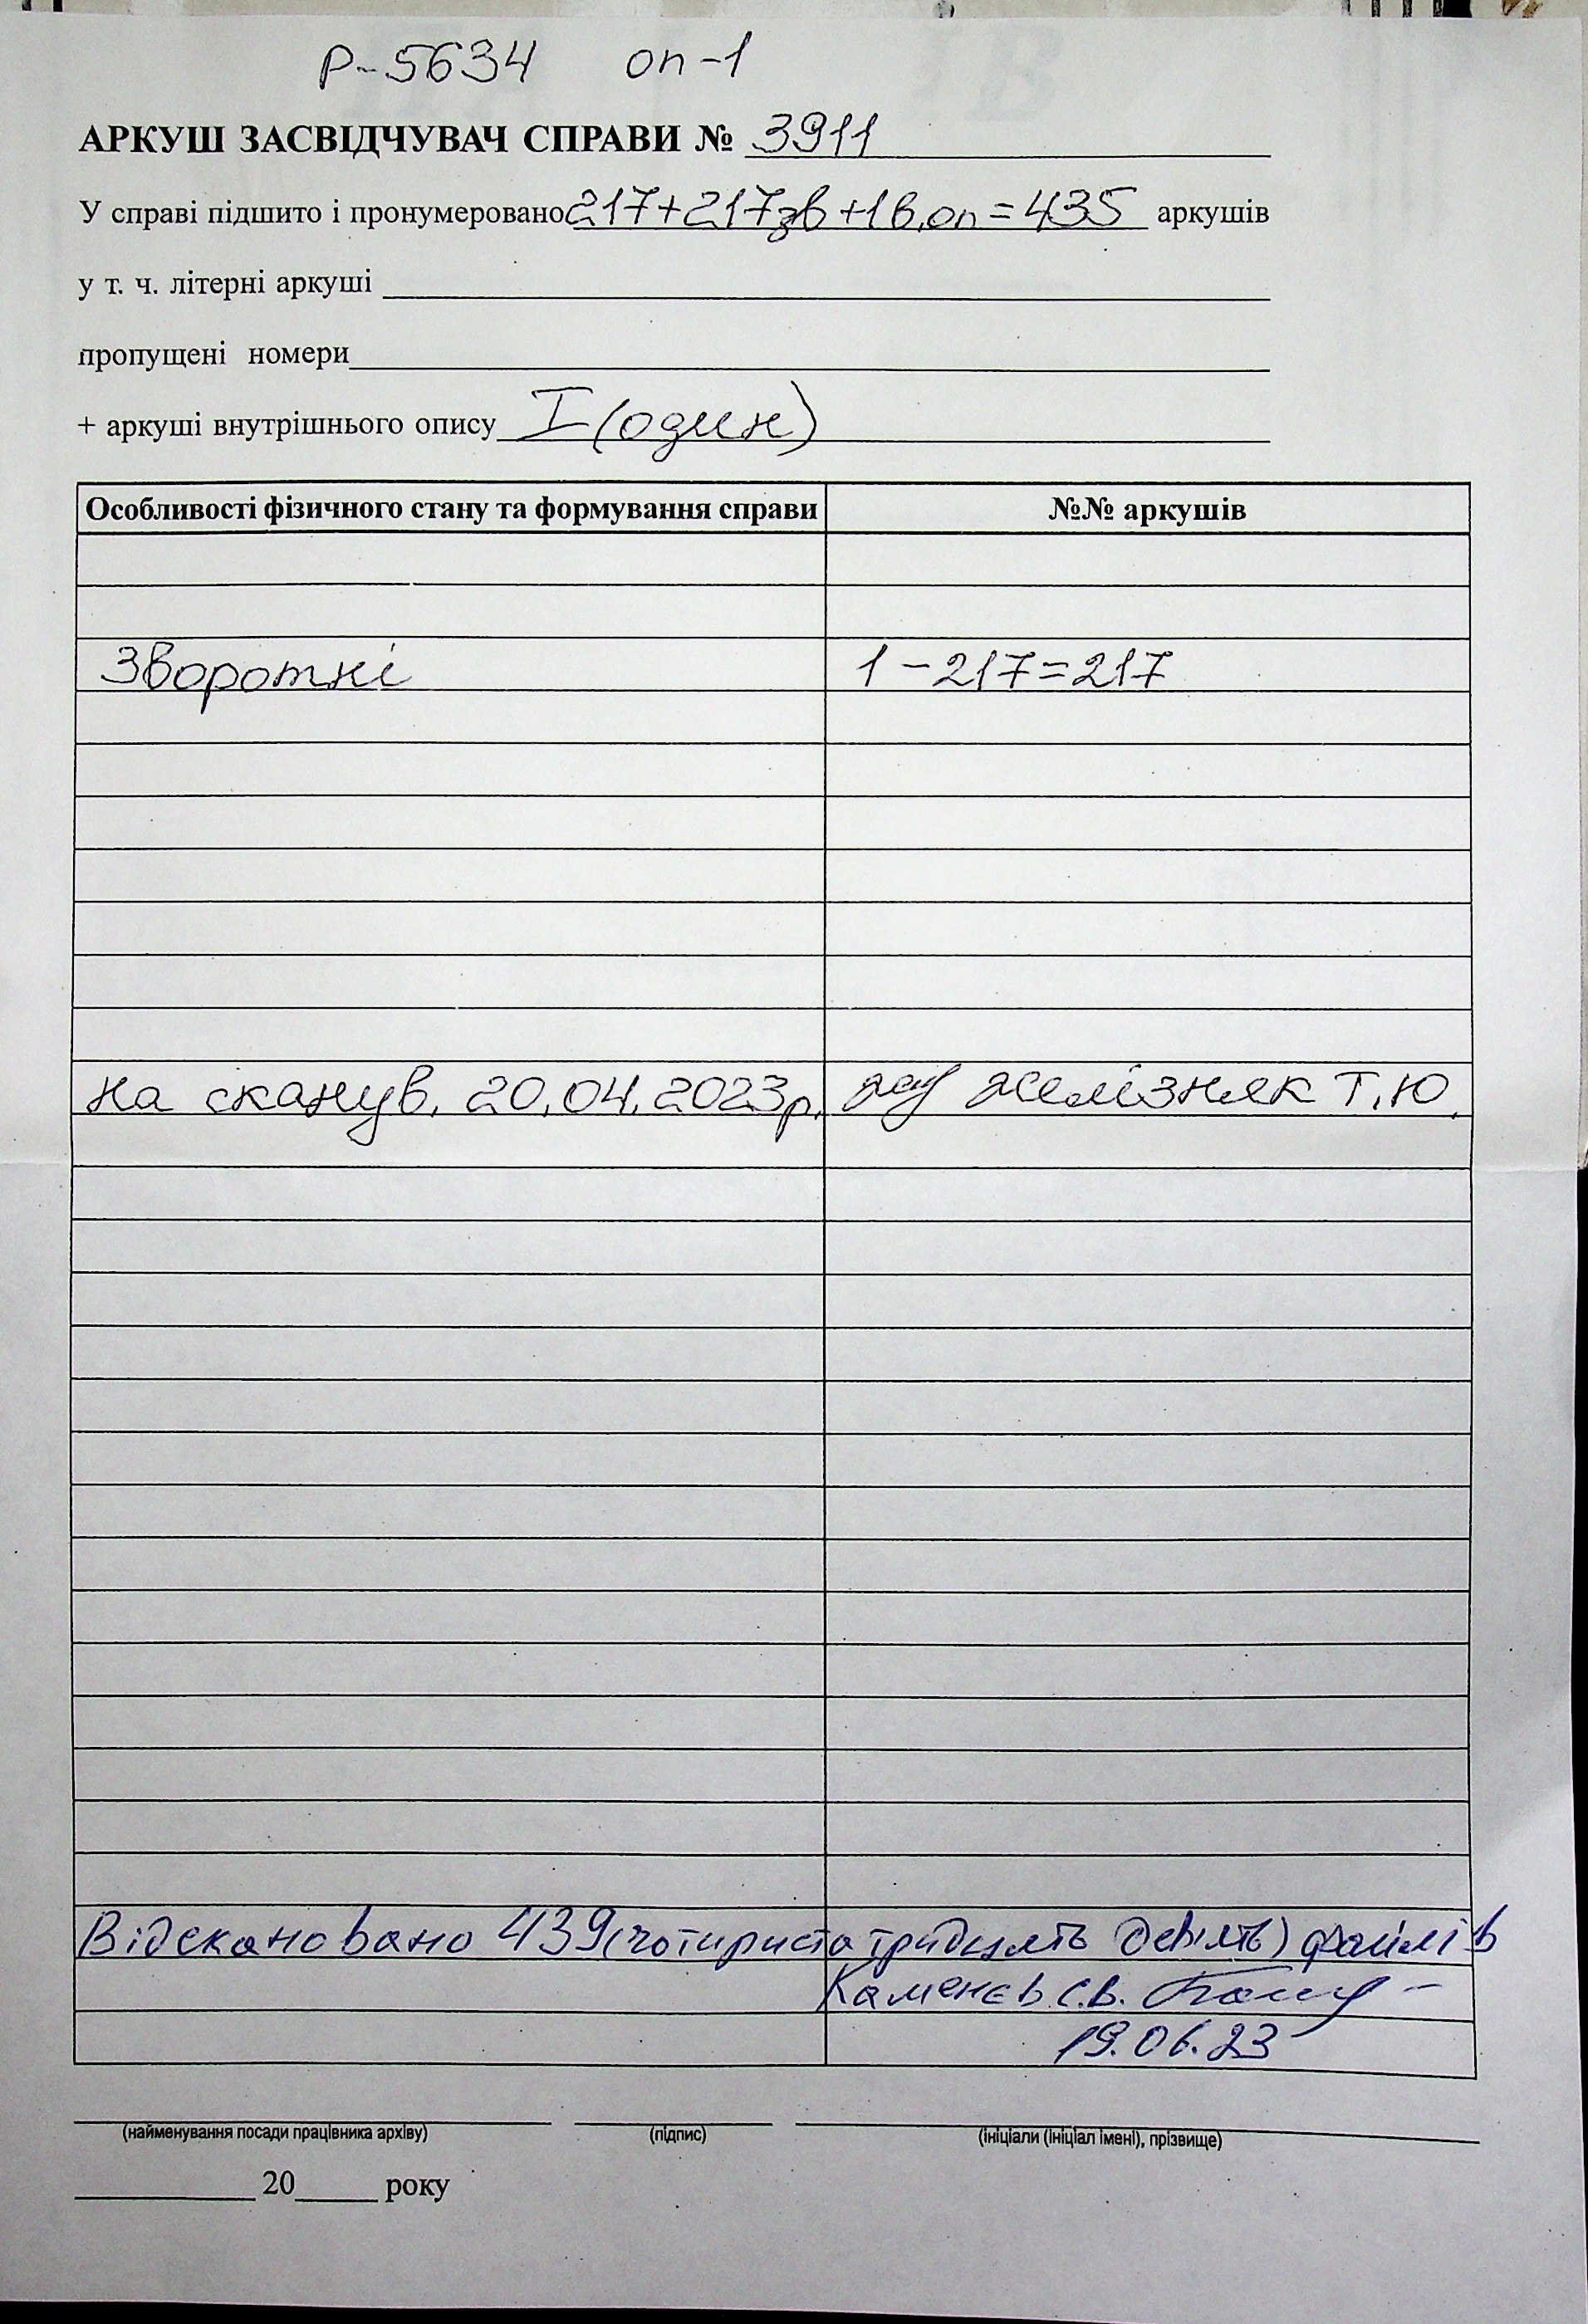 Р-5634 оп-1
АРКУШ ЗАСВІДЧУВАЧ СПРАВИ № 3911
У справі підшито і пронумеровано 217+217зв+1в.оп=435 аркушів
у т. ч. літерні аркуші
пропущені номери
+ аркуші внутрішнього опису I (один)
Особливості фізичного стану та формування справи №№ аркушів
Зворотні 1-217=217
на сканув. 20.04.2023р. Желізняк Т.Ю.
Відскановано 439 (чотириста тридцять девять) файлів
Каменєв С.В.
19.06.23
(найменування посади працівника архіву) (підпис) (ініціали (ініціал імені), прізвище)
20 року